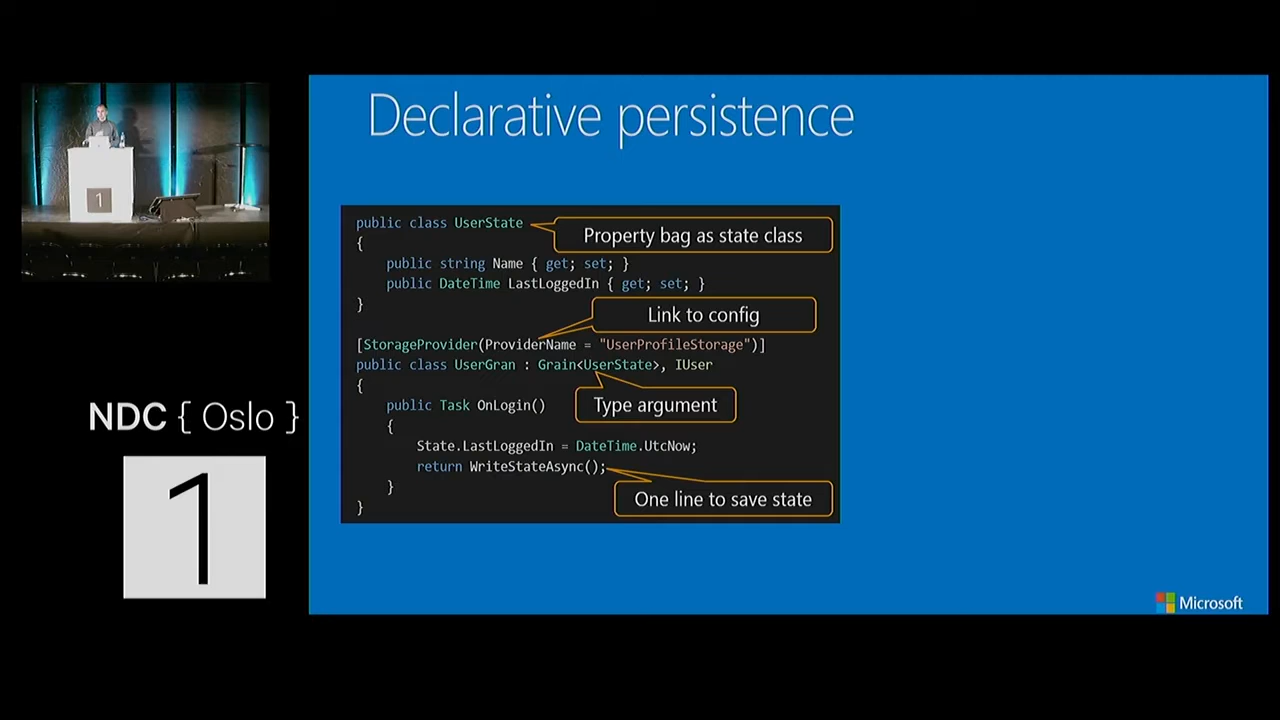 Declarative persistence
public class UserState
Property bag as state class
{
public string Name { get; set; }
public DateTime LastLoggedIn { get; set; }
}
Link to config
[StorageProvider(ProviderName = "UserProfileStorage")]
public class UserGran : Grain<UserState>, IUser
{
public Task OnLogin()
Type argument
{
State.LastLoggedIn = DateTime.UtcNow;
return WriteStateAsync();
}
One line to save state
}
Microsoft
1
NDC { Oslo }
1